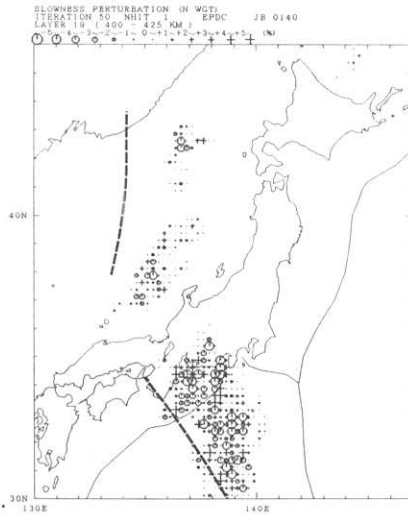 SLOWNESS PERTURBATION (N WGT)
ITERATION 50 NHIT 1 EPDC JB 0140
LAYER 19 ( 400 - 425 KM )
-5 -4 -3 -2 -1 0 +1 +2 +3 +4 +5 (%)
40N
30N
130E 140E